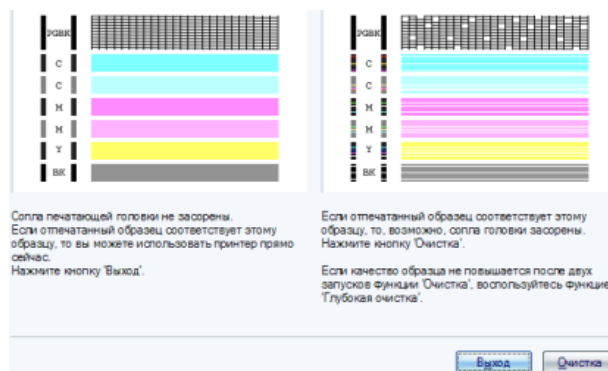 PGBK
C
C
M
M
Y
BK
Сопла печатающей головки не засорены.
Если отпечатанный образец соответствует этому
образцу, то вы можете использовать принтер прямо
сейчас.
Нажмите кнопку 'Выход'.
PGBK
C
C
M
M
Y
BK
Если отпечатанный образец соответствует этому
образцу, то, возможно, сопла головки засорены.
Нажмите кнопку 'Очистка'.
Если качество образца не повышается после двух
запусков функции 'Очистка', воспользуйтесь функцие
'Глубокая очистка'.
Выход
Очистка